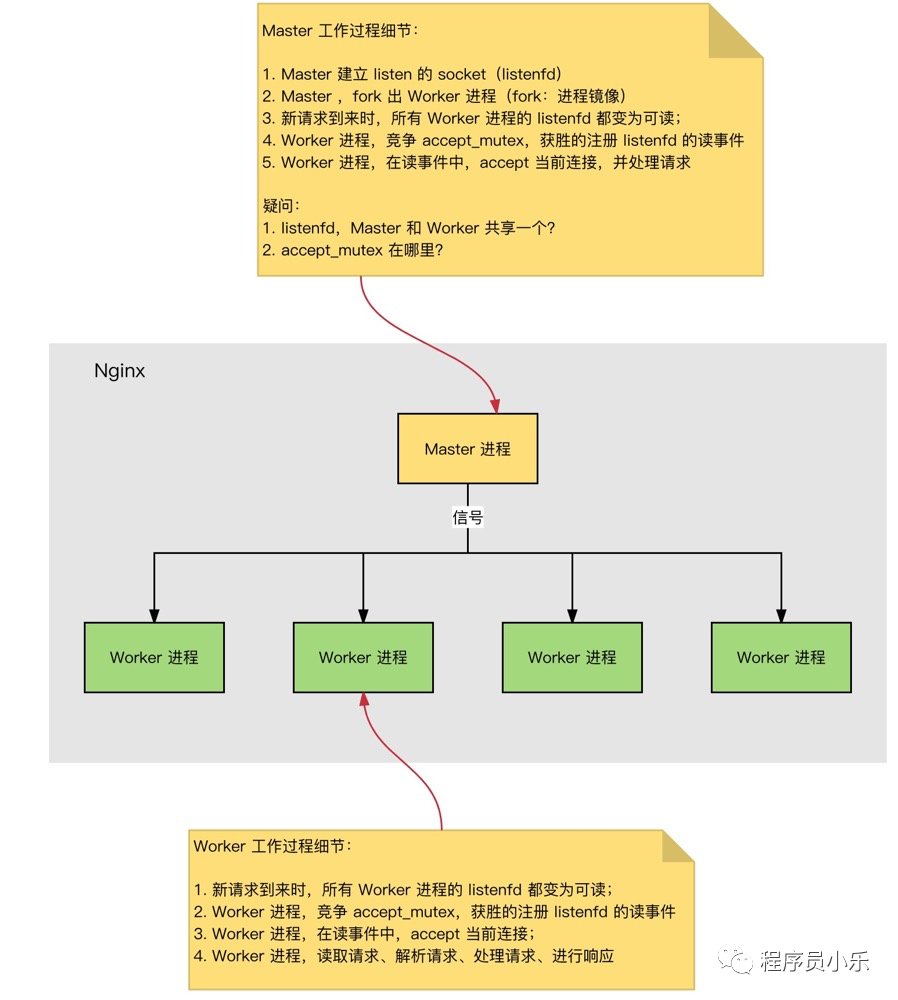 Master 工作过程细节：
1. Master 建立 listen 的 socket（listenfd）
2. Master ，fork 出 Worker 进程（fork：进程镜像）
3. 新请求到来时，所有 Worker 进程的 listenfd 都变为可读；
4. Worker 进程，竞争 accept_mutex，获胜的注册 listenfd 的读事件
5. Worker 进程，在读事件中，accept 当前连接，并处理请求
疑问：
1. listenfd，Master 和 Worker 共享一个？
2. accept_mutex 在哪里？
Nginx
Master 进程
信号
Worker 进程
Worker 进程
Worker 进程
Worker 进程
Worker 工作过程细节：
1. 新请求到来时，所有 Worker 进程的 listenfd 都变为可读；
2. Worker 进程，竞争 accept_mutex，获胜的注册 listenfd 的读事件
3. Worker 进程，在读事件中，accept 当前连接；
4. Worker 进程，读取请求、解析请求、处理请求、进行响应
程序员小乐